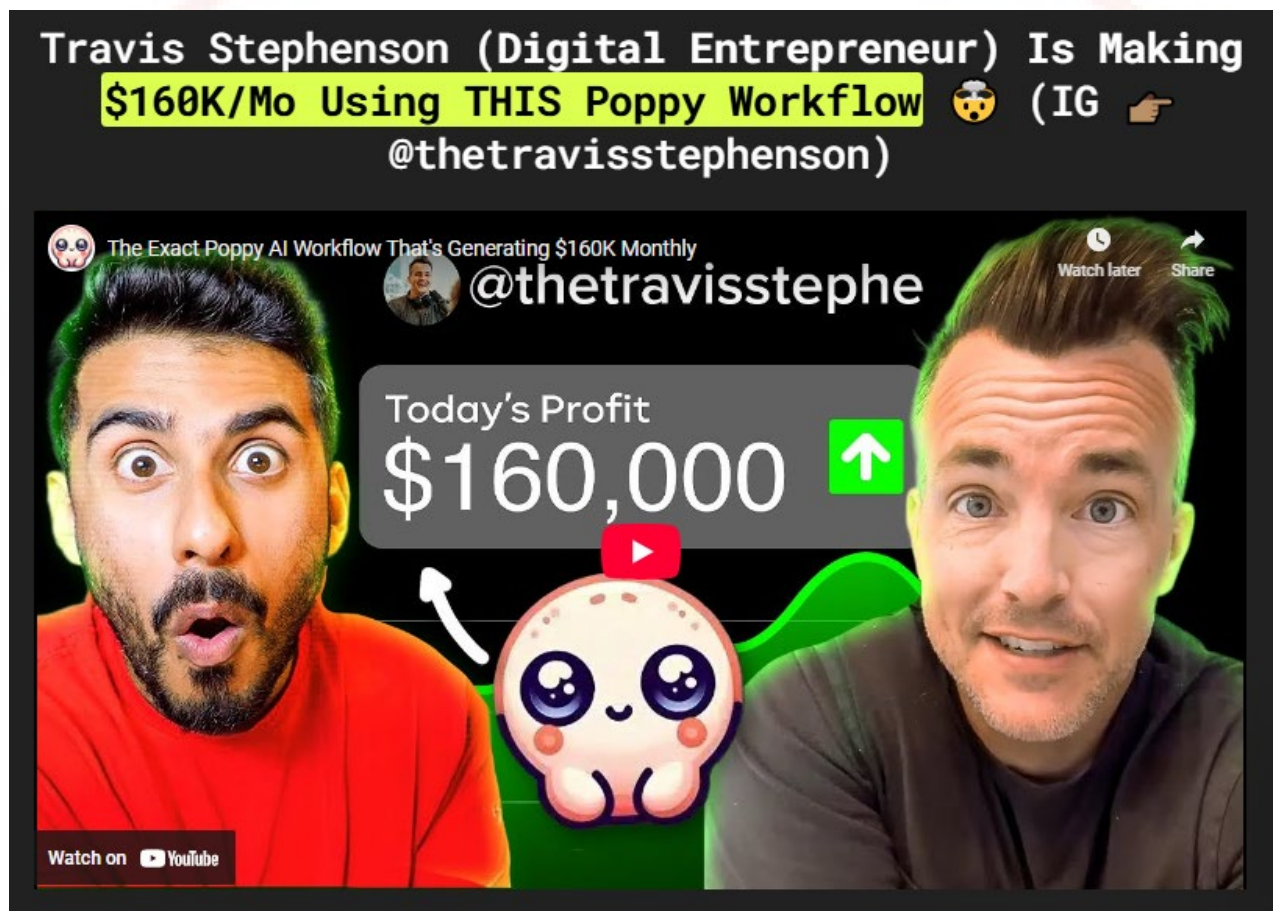 Travis Stephenson (Digital Entrepreneur) Is Making
$160K/Mo Using THIS Poppy Workflow 🤯 (IG 👉🏽
@thetravisstephenson)
The Exact Poppy AI Workflow That's Generating $160K Monthly
Watch later
Share
@thetravisstephe
Today's Profit
$160,000
Watch on YouTube